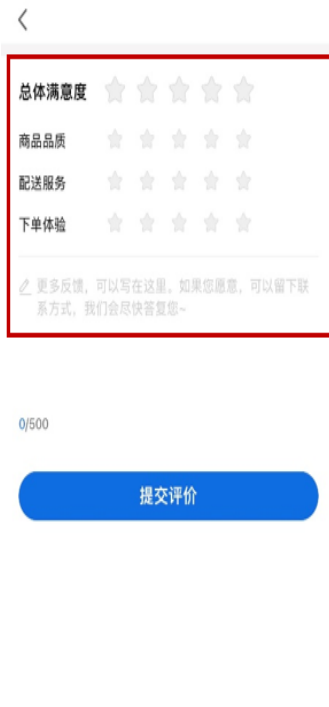 总体满意度
商品品质
配送服务
下单体验
更多反馈，可以写在这里。如果您愿意，可以留下联
系方式，我们会尽快答复您~
0/500
提交评价